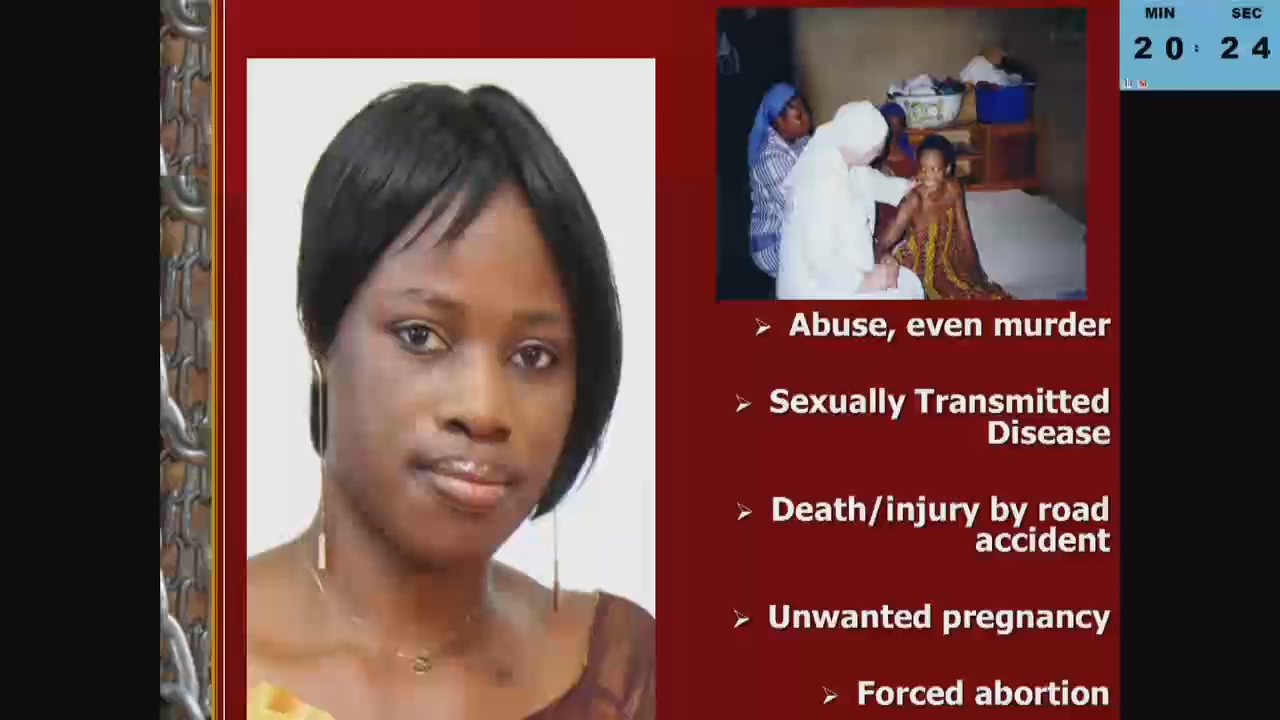 MIN SEC
20:24
Abuse, even murder
Sexually Transmitted
Disease
Death/injury by road
accident
Unwanted pregnancy
Forced abortion